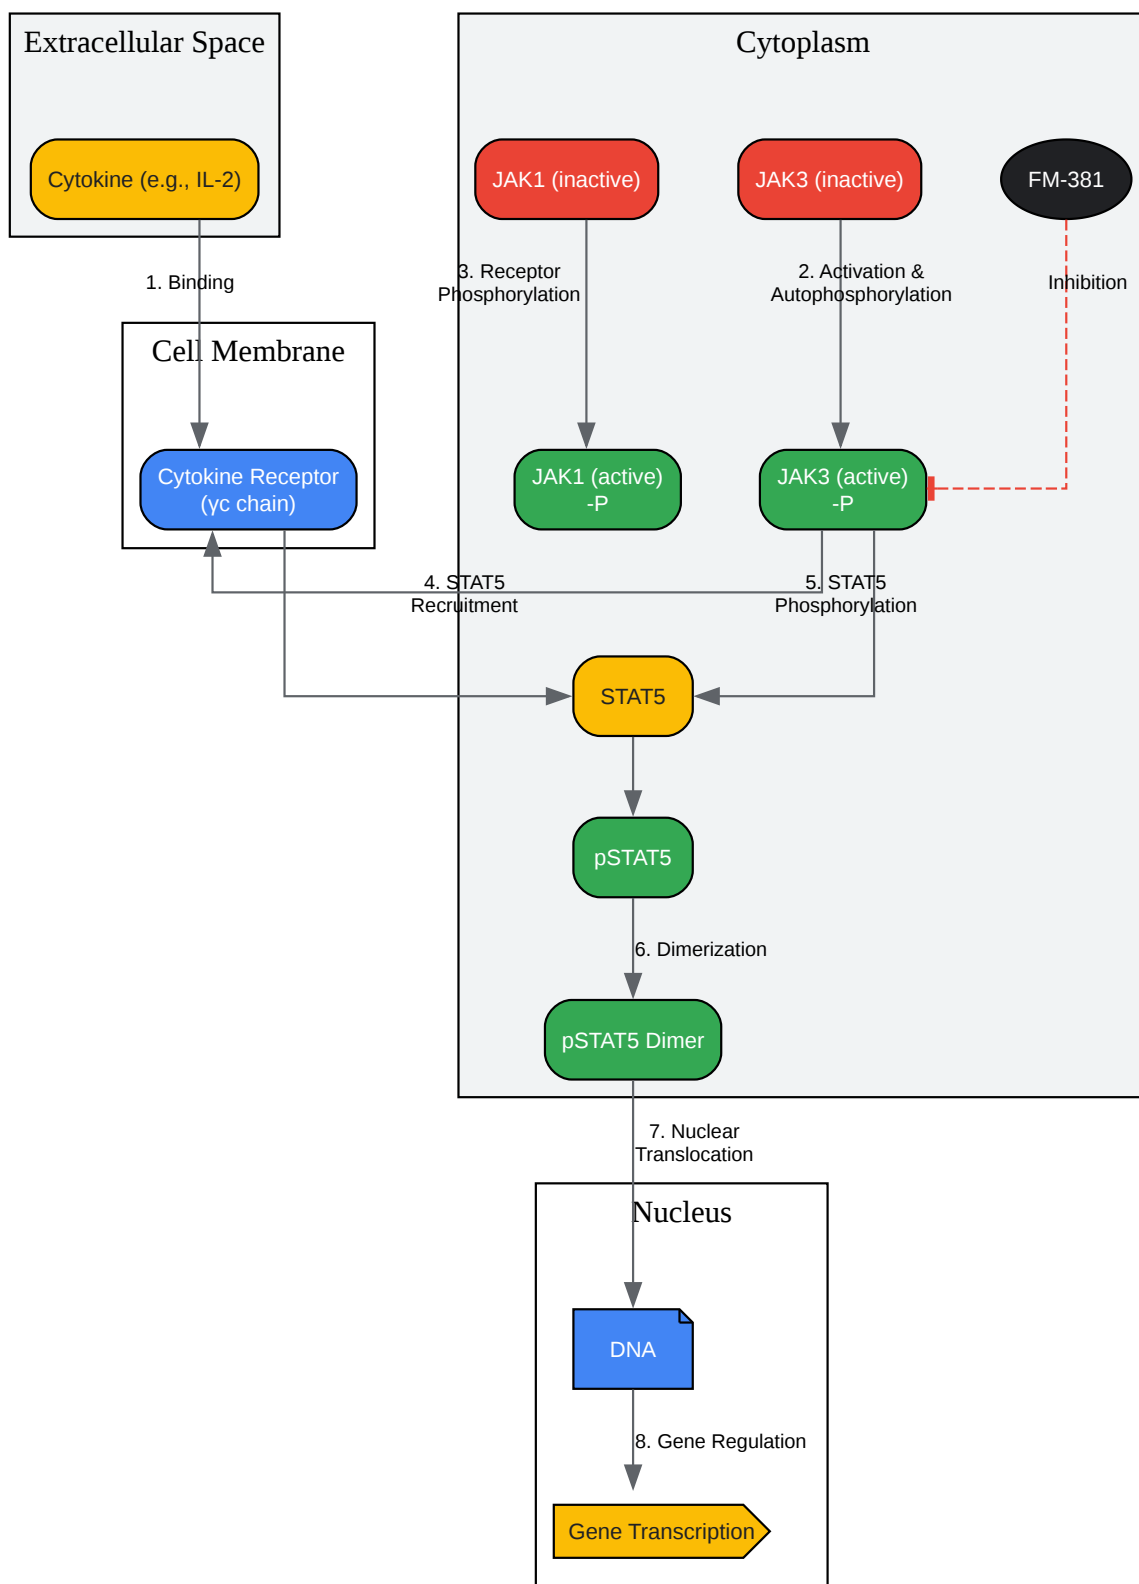 Extracellular Space
Cytoplasm
Cytokine (e.g., IL-2)
JAK1 (inactive)
JAK3 (inactive)
FM-381
1. Binding
3. Receptor
Phosphorylation
2. Activation &
Autophosphorylation
Inhibition
Cell Membrane
Cytokine Receptor
(γc chain)
JAK1 (active)
-P
JAK3 (active)
-P
4. STAT5
Recruitment
5. STAT5
Phosphorylation
STAT5
pSTAT5
6. Dimerization
pSTAT5 Dimer
7. Nuclear
Translocation
Nucleus
DNA
8. Gene Regulation
Gene Transcription